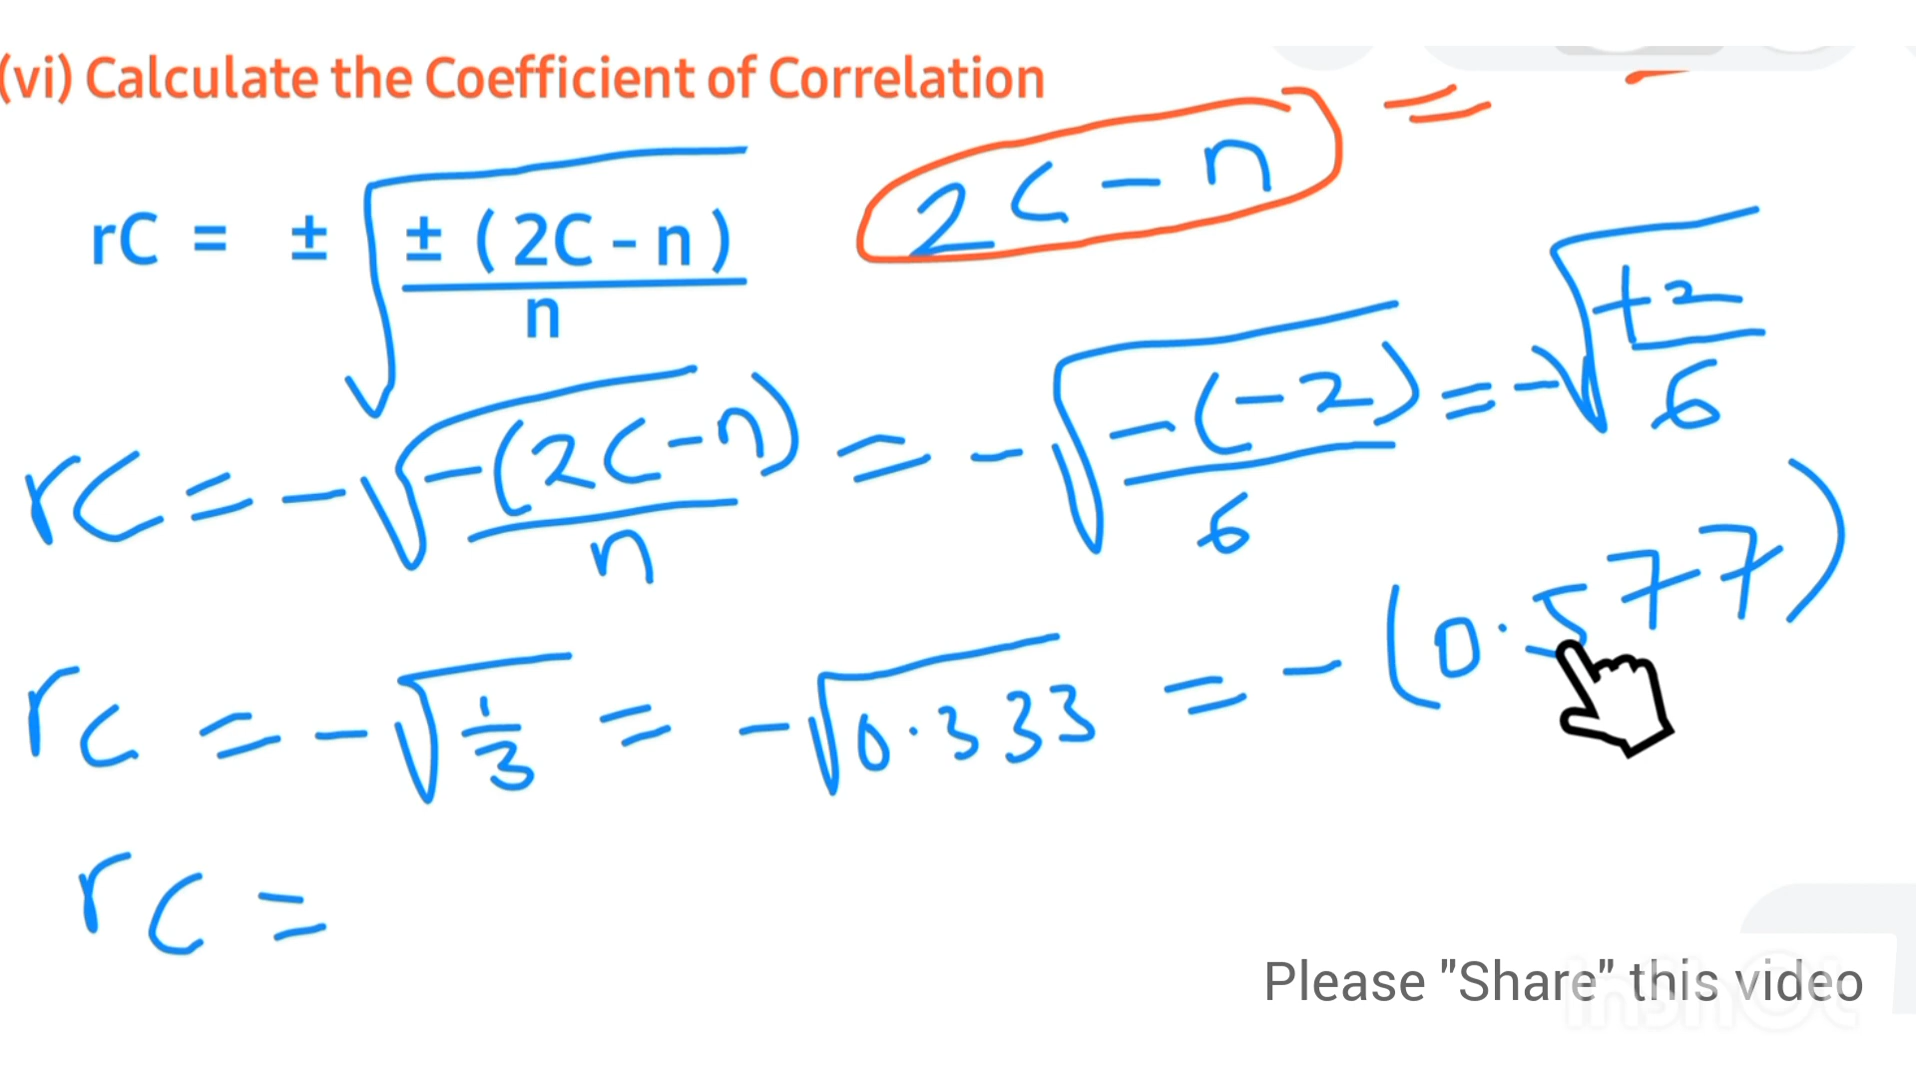 (vi) Calculate the Coefficient of Correlation
2C - n =
rC = ± √(± (2C - n) / n)
rC = -√(-(2C-n) / n) = -√(-(-2) / 6) = -√(+2 / 6)
rC = -√(1/3) = -√0.333 = -(0.577)
rC =
Please "Share" this video
InShOt